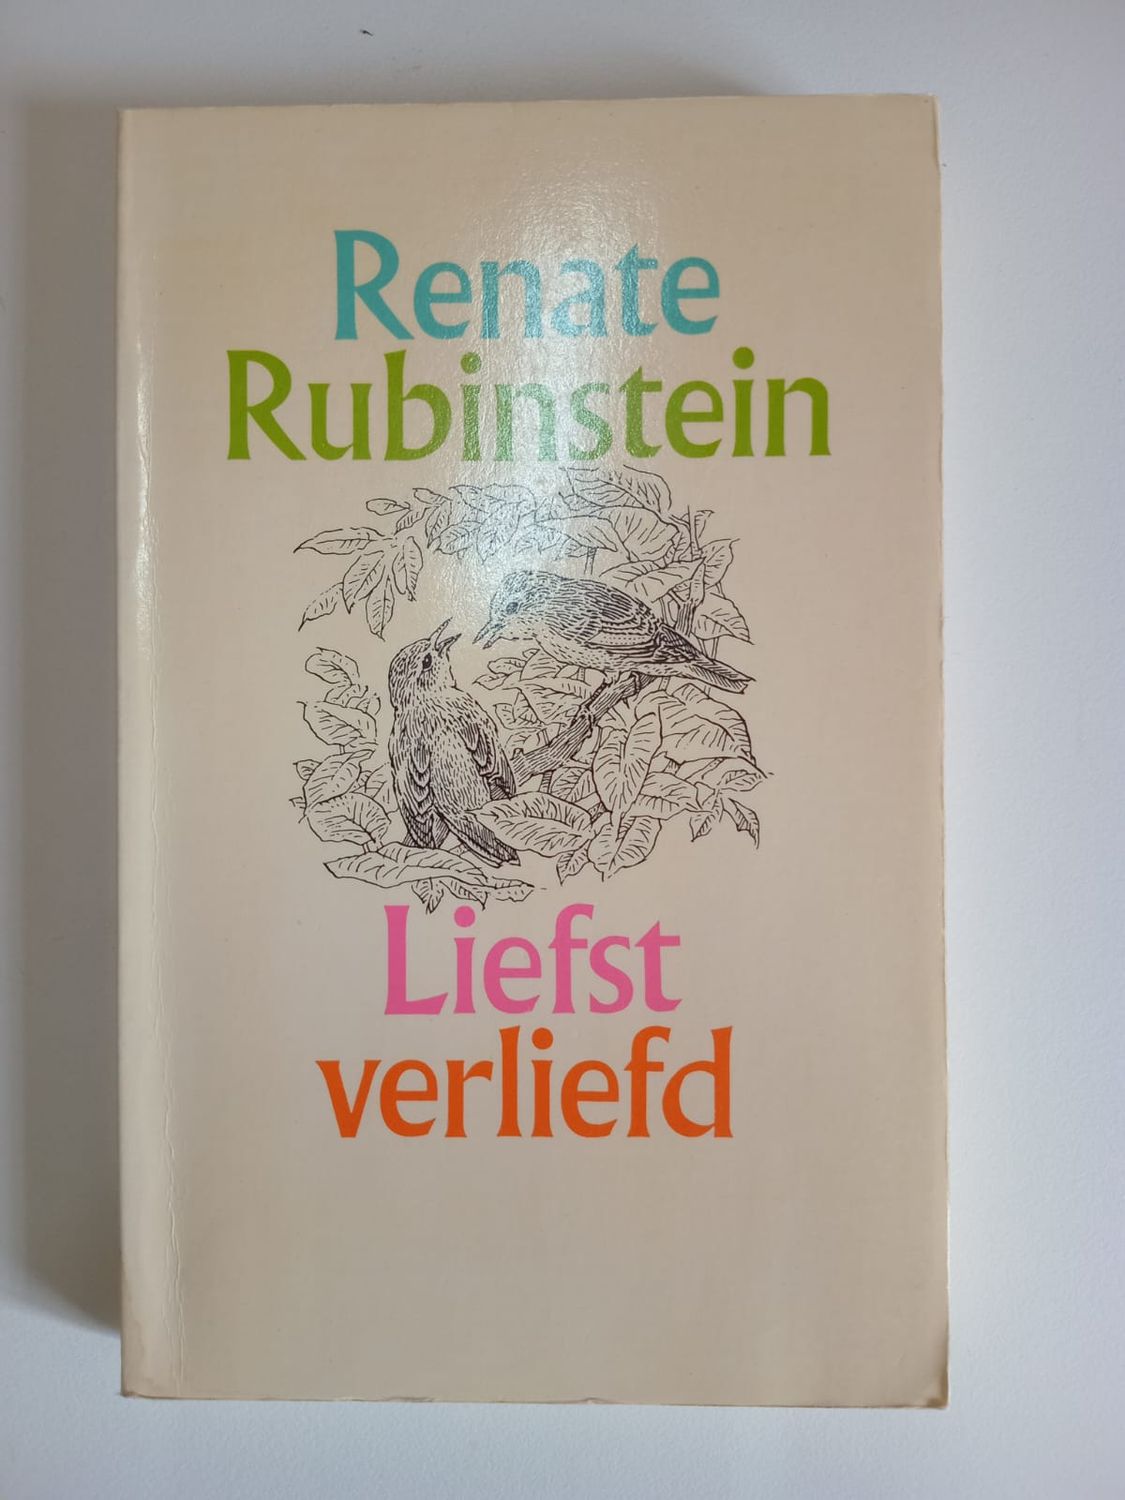 Renate
Rubinstein
Liefst
verliefd